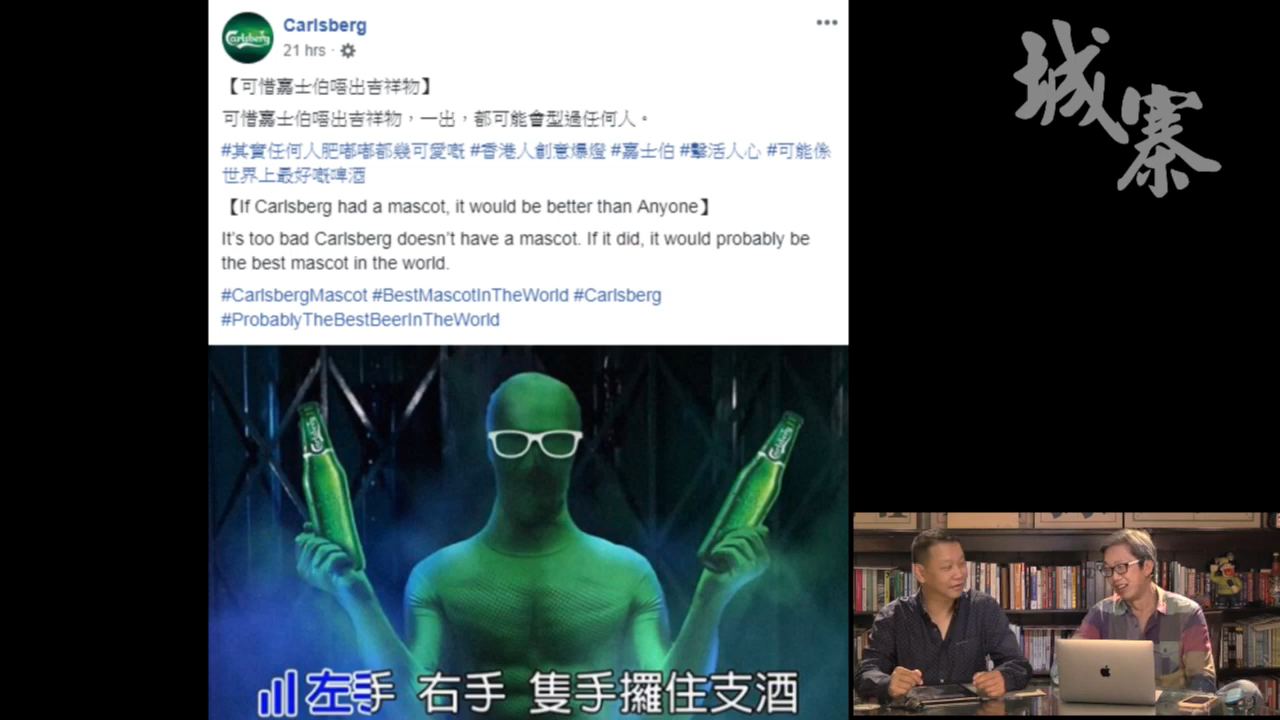 Carlsberg
Carlsberg
21 hrs
【可惜嘉士伯唔出吉祥物】
可惜嘉士伯唔出吉祥物，一出，都可能會型過任何人。
#其實任何人肥嘟嘟都幾可愛嘅 #香港人創意爆燈 #嘉士伯 #擊活人心 #可能係
世界上最好嘅啤酒
【If Carlsberg had a mascot, it would be better than Anyone】
It's too bad Carlsberg doesn't have a mascot. If it did, it would probably be
the best mascot in the world.
#CarlsbergMascot #BestMascotInTheWorld #Carlsberg
#ProbablyTheBestBeerInTheWorld
Carlsberg
Carlsberg
左手 右手 隻手攞住支酒
城寨